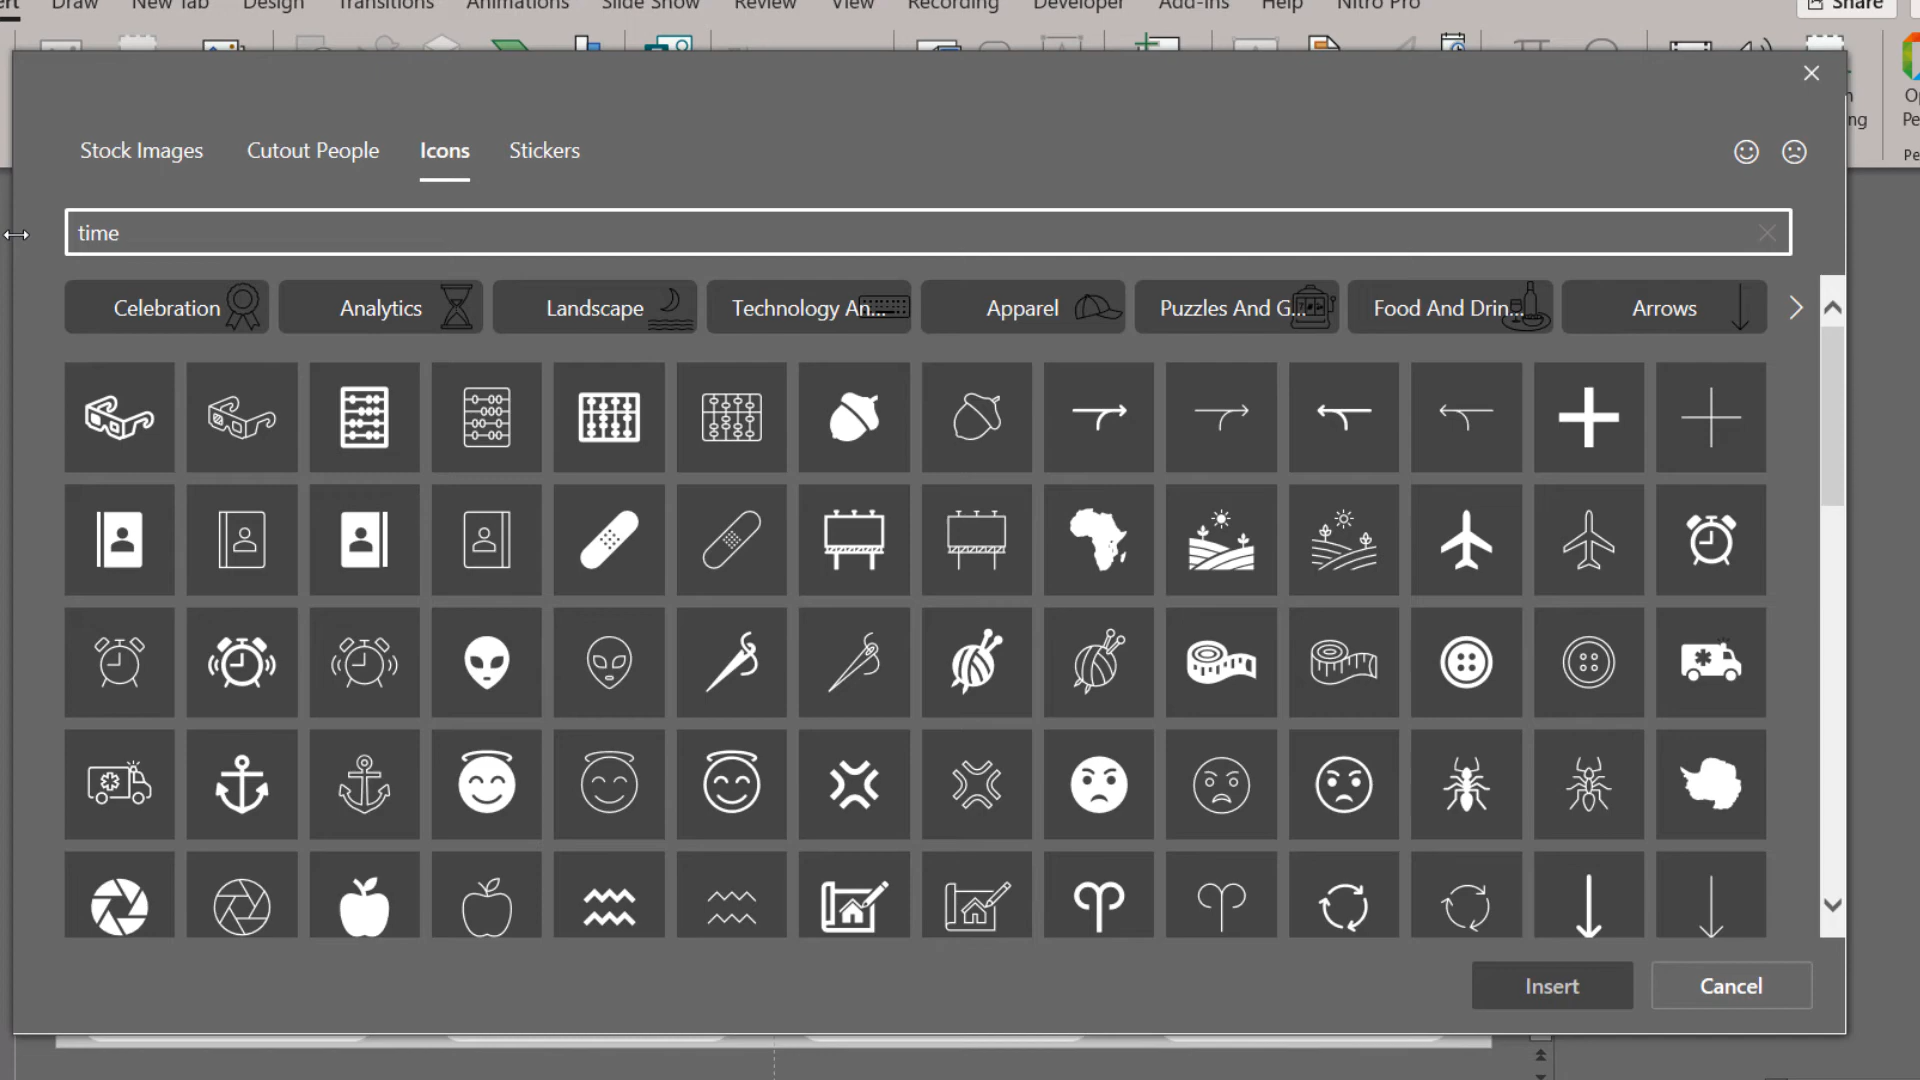 Draw New Tab Design Transitions Animations Slide Show Review View Recording Developer Add-ins Help Nitro Pro Share
Stock Images Cutout People Icons Stickers
time
Celebration Analytics Landscape Technology An... Apparel Puzzles And G... Food And Drin... Arrows
Insert Cancel